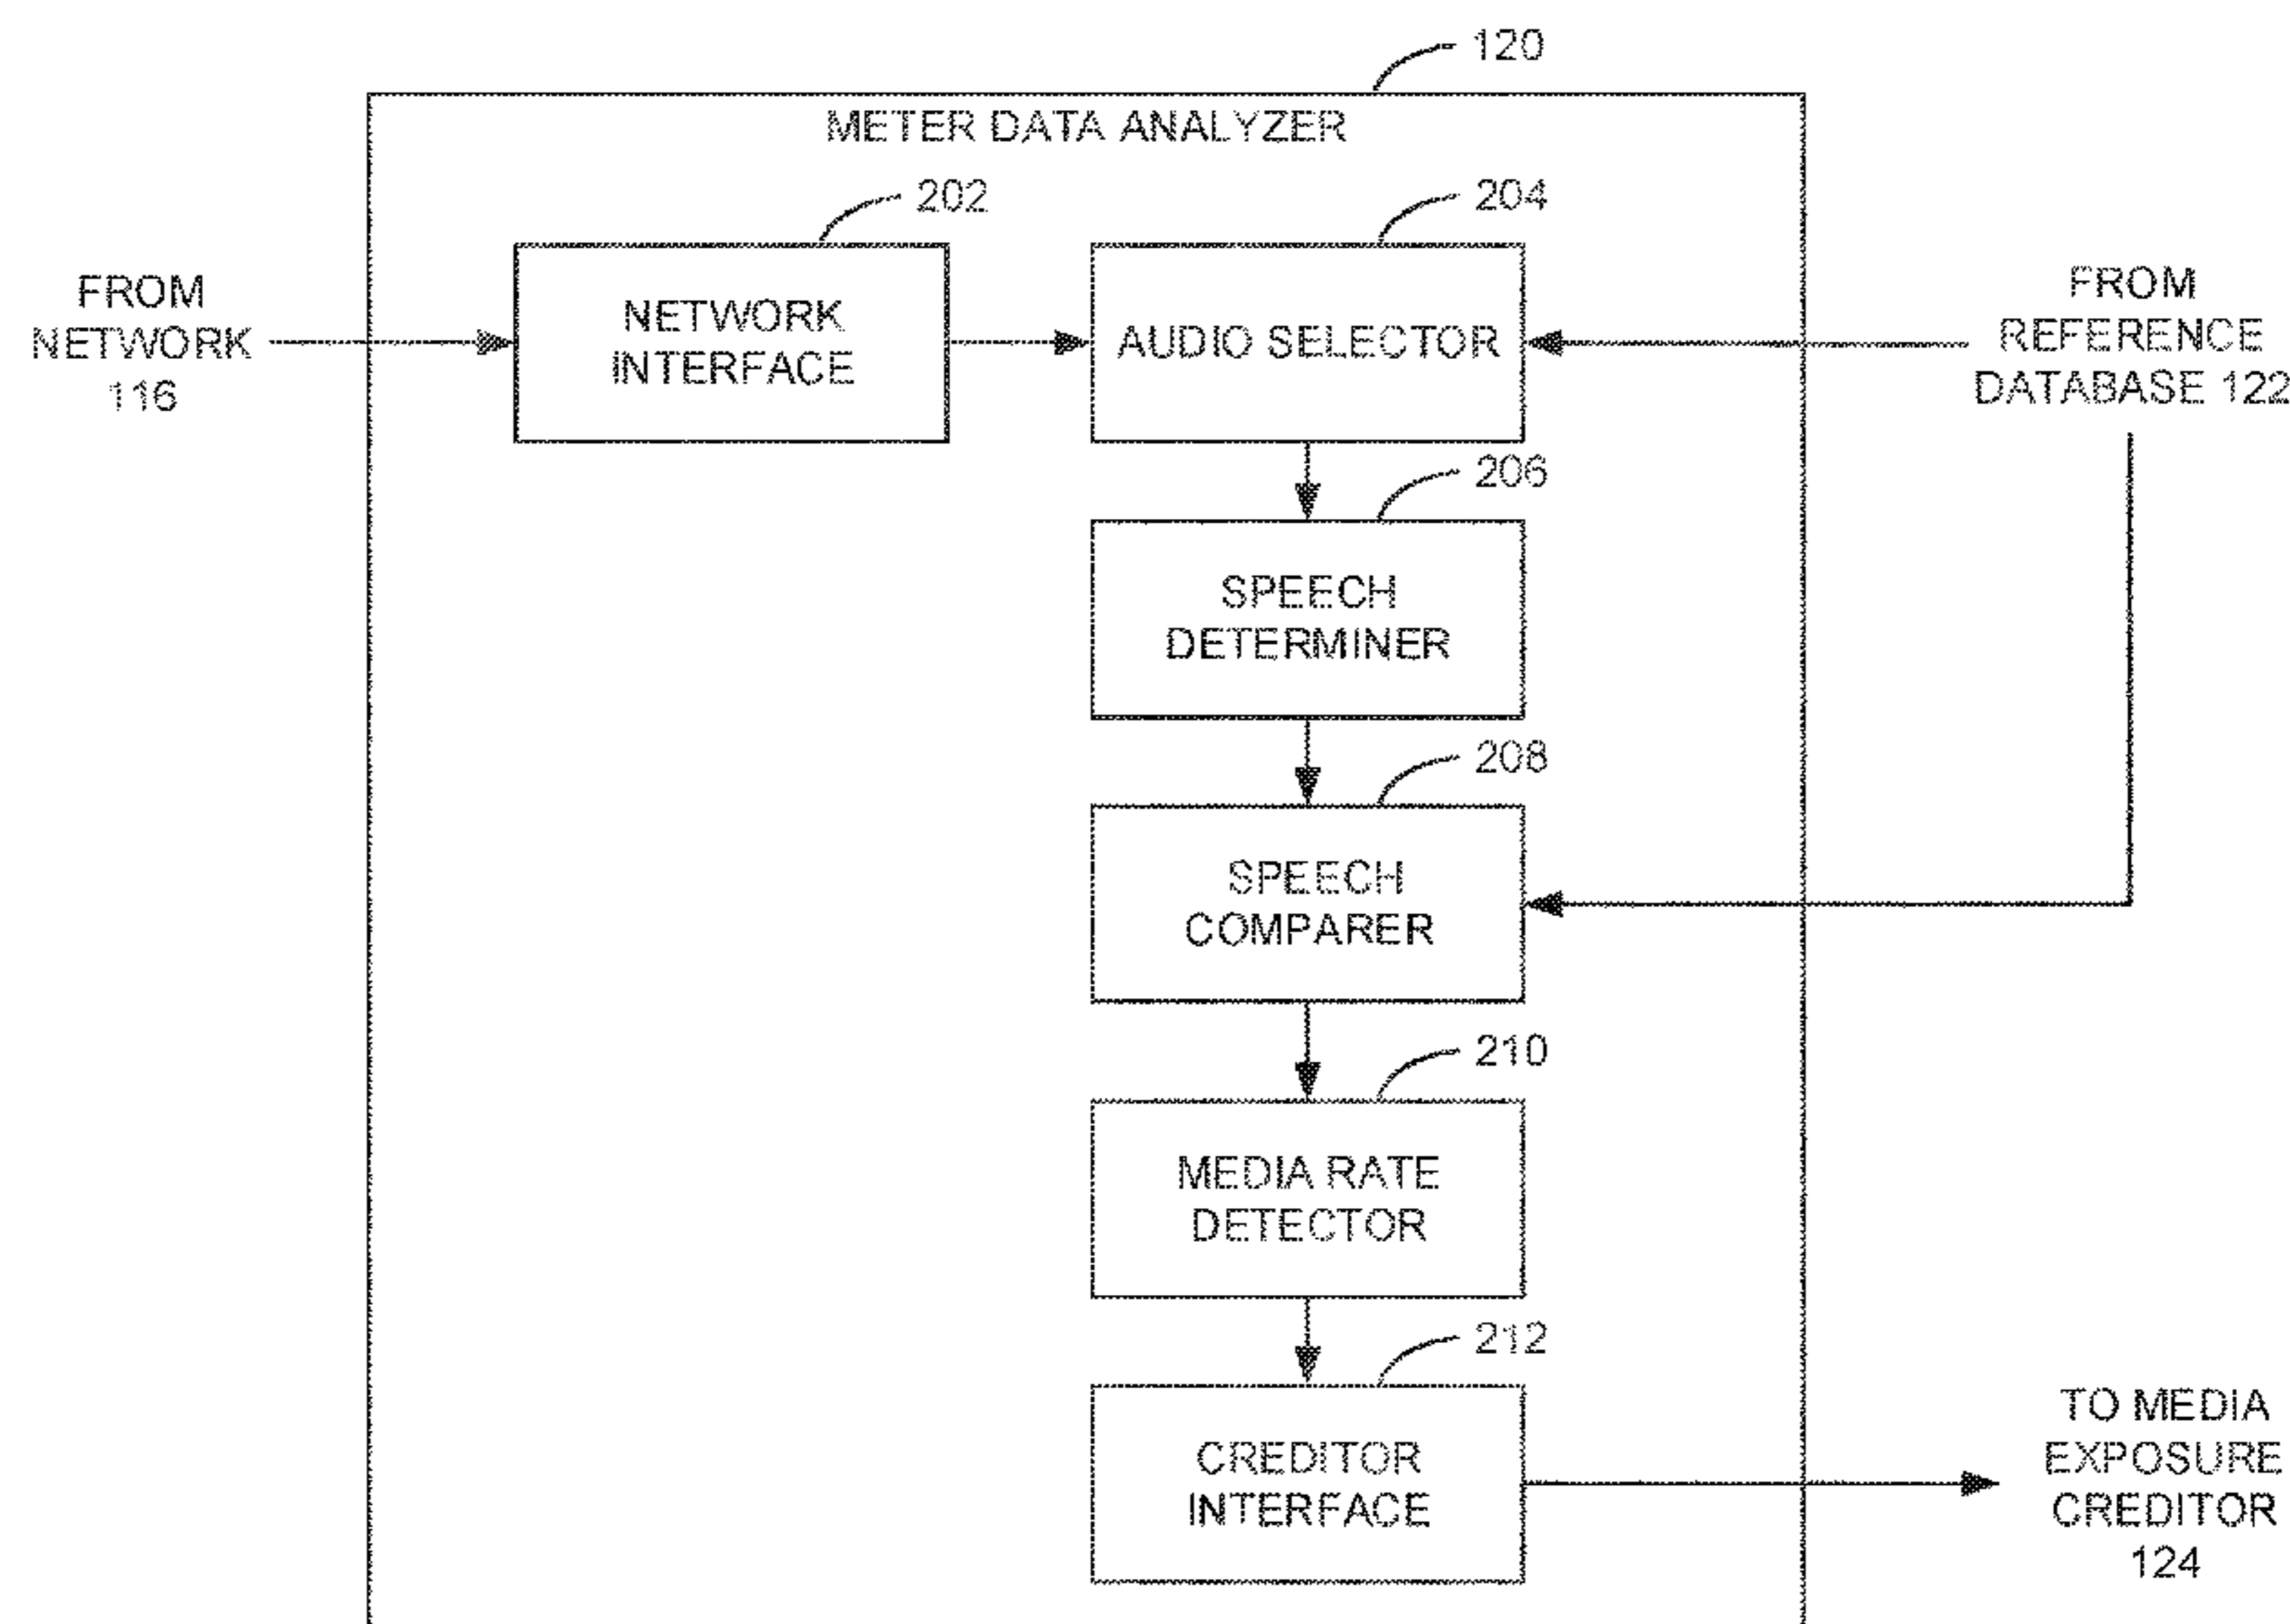 120
METER DATA ANALYZER
202
204
FROM
NETWORK
116
NETWORK
INTERFACE
AUDIO SELECTOR
FROM
REFERENCE
DATABASE 122
206
SPEECH
DETERMINER
208
SPEECH
COMPARER
210
MEDIA RATE
DETECTOR
212
CREDITOR
INTERFACE
TO MEDIA
EXPOSURE
CREDITOR
124